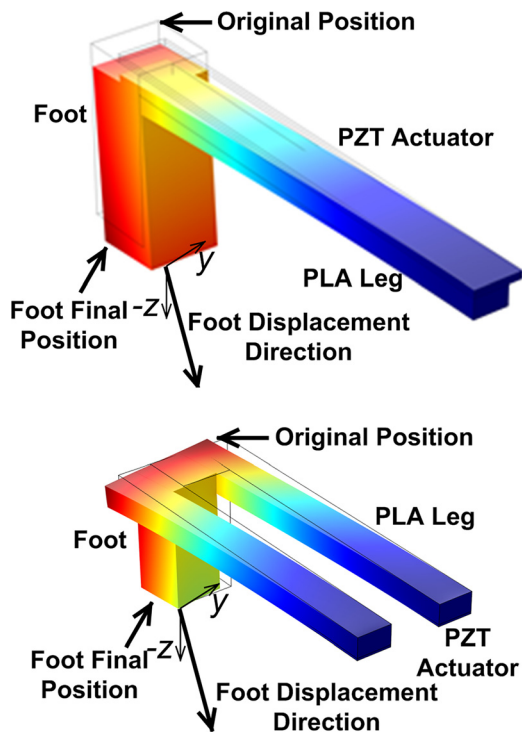 Original Position
Foot
PZT Actuator
y
PLA Leg
Foot Final
Position
-z
Foot Displacement
Direction
Original Position
PLA Leg
Foot
y
PZT
Actuator
Foot Final
Position
-z
Foot Displacement
Direction